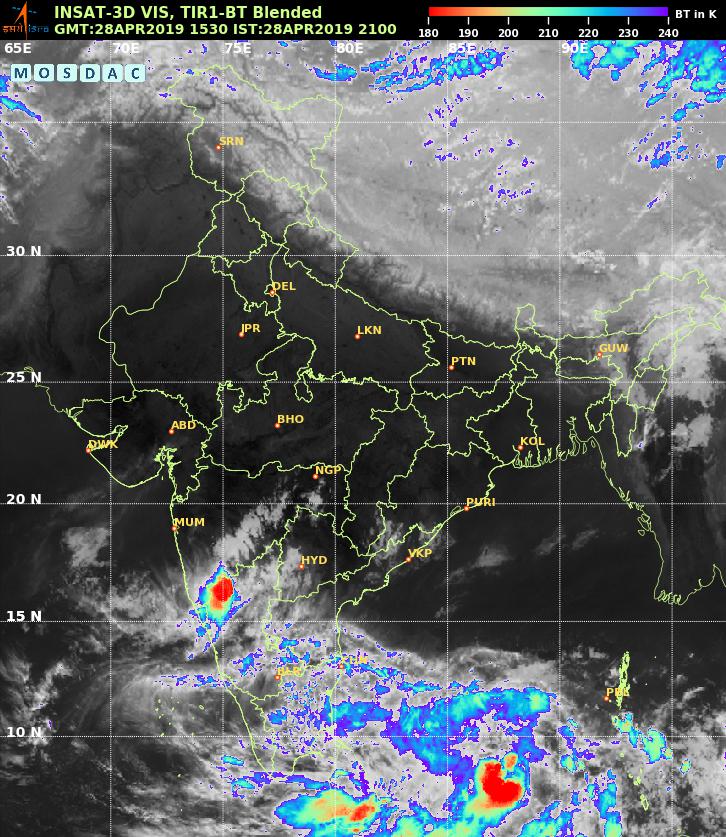 INSAT-3D VIS, TIR1-BT Blended
GMT:28APR2019 1530 IST:28APR2019 2100
180 190 200 210 220 230 240
BT in K
65E 70E 75E 80E 85E 90E
MOSDAC
SRN
30 N
DEL
JPR
LKN
GUW
PTN
25 N
BHO
ABD
KOL
DWK
NGP
20 N
PURI
MUM
VKP
HYD
15 N
10 N